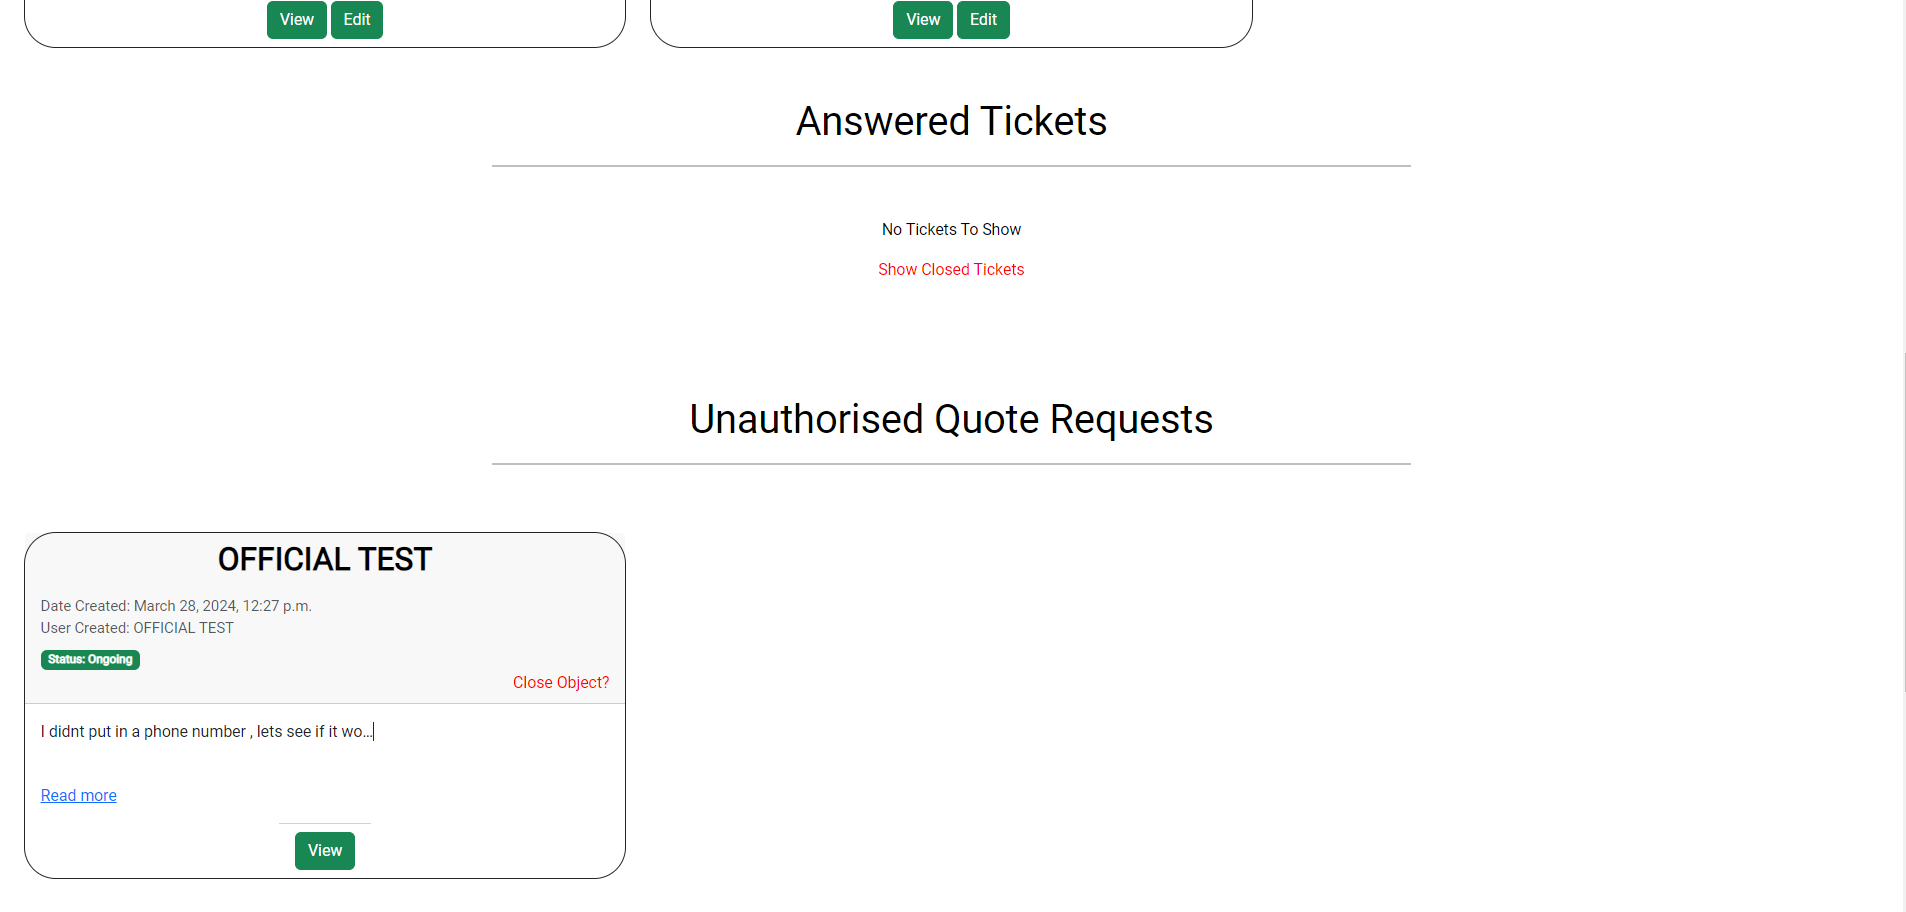 View Edit
View Edit
Answered Tickets
No Tickets To Show
Show Closed Tickets
Unauthorised Quote Requests
OFFICIAL TEST
Date Created: March 28, 2024, 12:27 p.m.
User Created: OFFICIAL TEST
Status: Ongoing
Close Object?
I didnt put in a phone number , lets see if it wo...
Read more
View